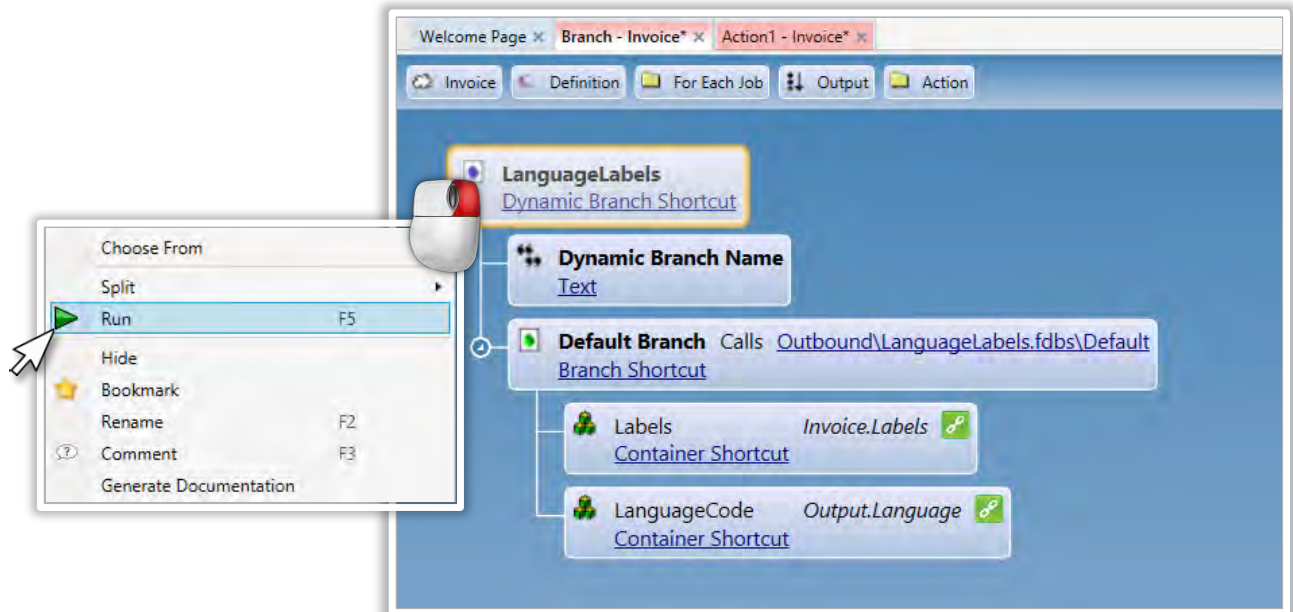 Welcome Page × Branch - Invoice* × Action1 - Invoice* ×
Invoice Definition For Each Job Output Action
LanguageLabels
Dynamic Branch Shortcut
Dynamic Branch Name
Text
Default Branch Calls Outbound\LanguageLabels.fdbs\Default
Branch Shortcut
Labels Invoice.Labels
Container Shortcut
LanguageCode Output.Language
Container Shortcut
Choose From
Split
Run F5
Hide
Bookmark
Rename F2
Comment F3
Generate Documentation